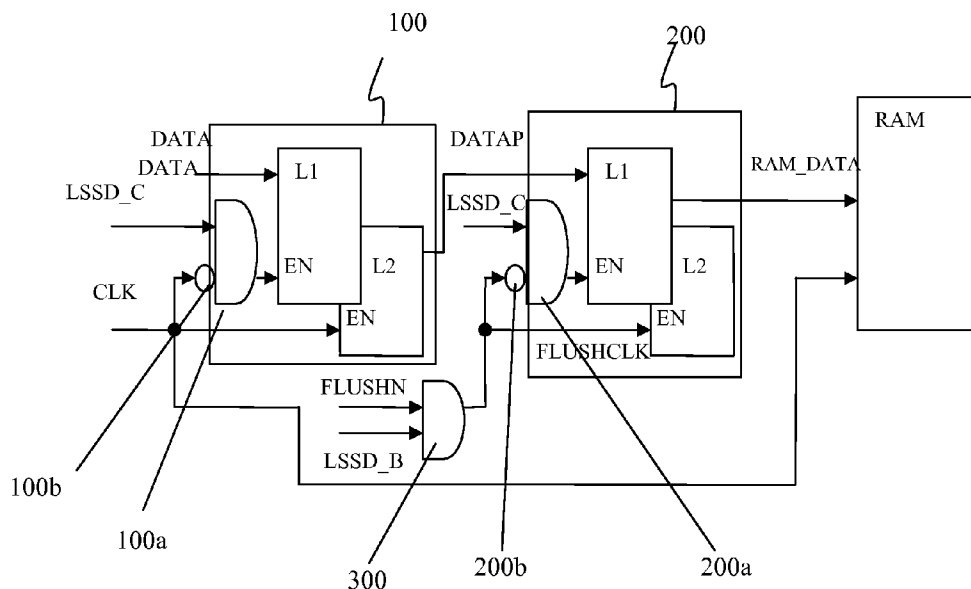 100
200
RAM
DATA
DATA
DATAP
L1
L1
RAM_DATA
LSSD_C
LSSD_C
EN
L2
EN
L2
CLK
EN
EN
FLUSHCLK
FLUSHN
LSSD_B
100b
100a
300
200b
200a